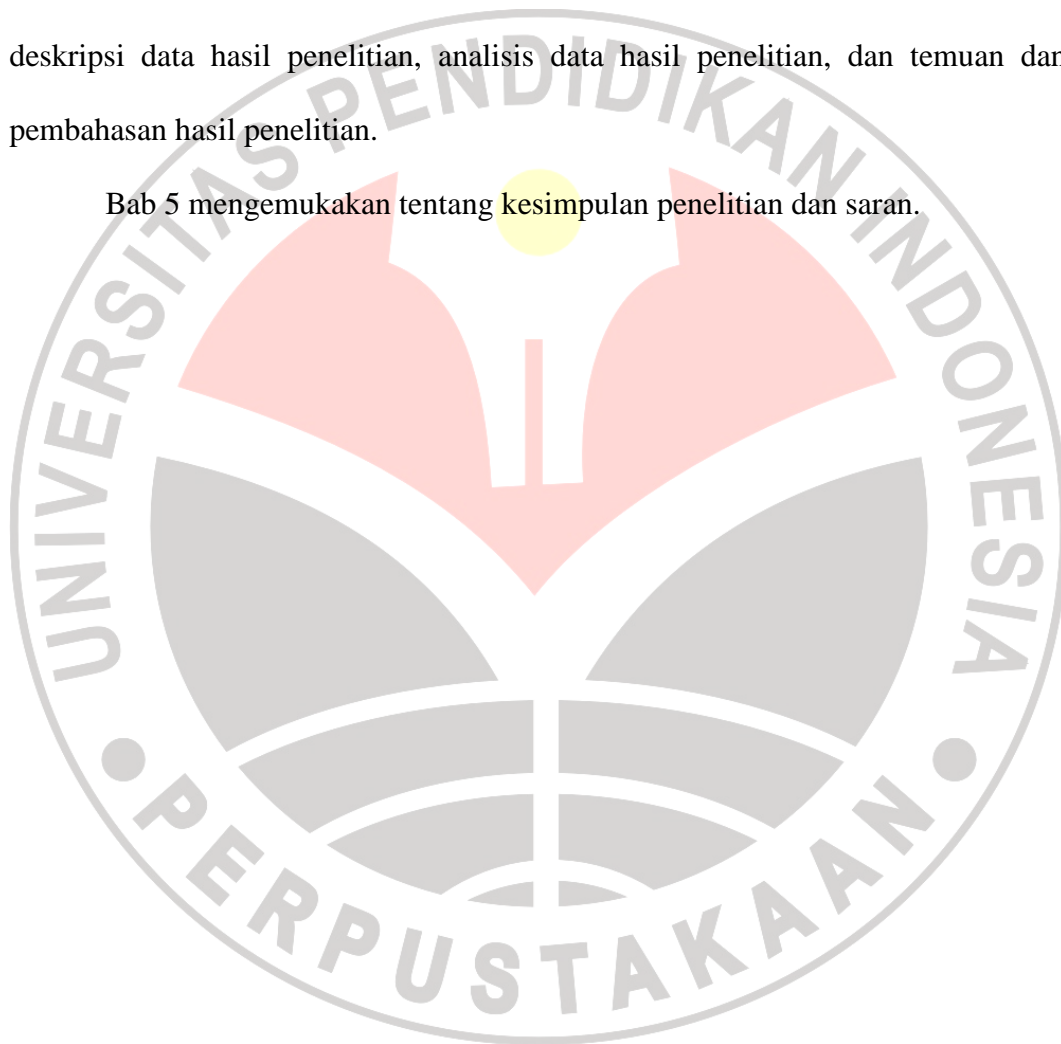 deskripsi data hasil penelitian, analisis data hasil penelitian, dan temuan dan
pembahasan hasil penelitian.
Bab 5 mengemukakan tentang kesimpulan penelitian dan saran.
UNIVERSITAS PENDIDIKAN INDONESIA
PERPUSTAKAAN